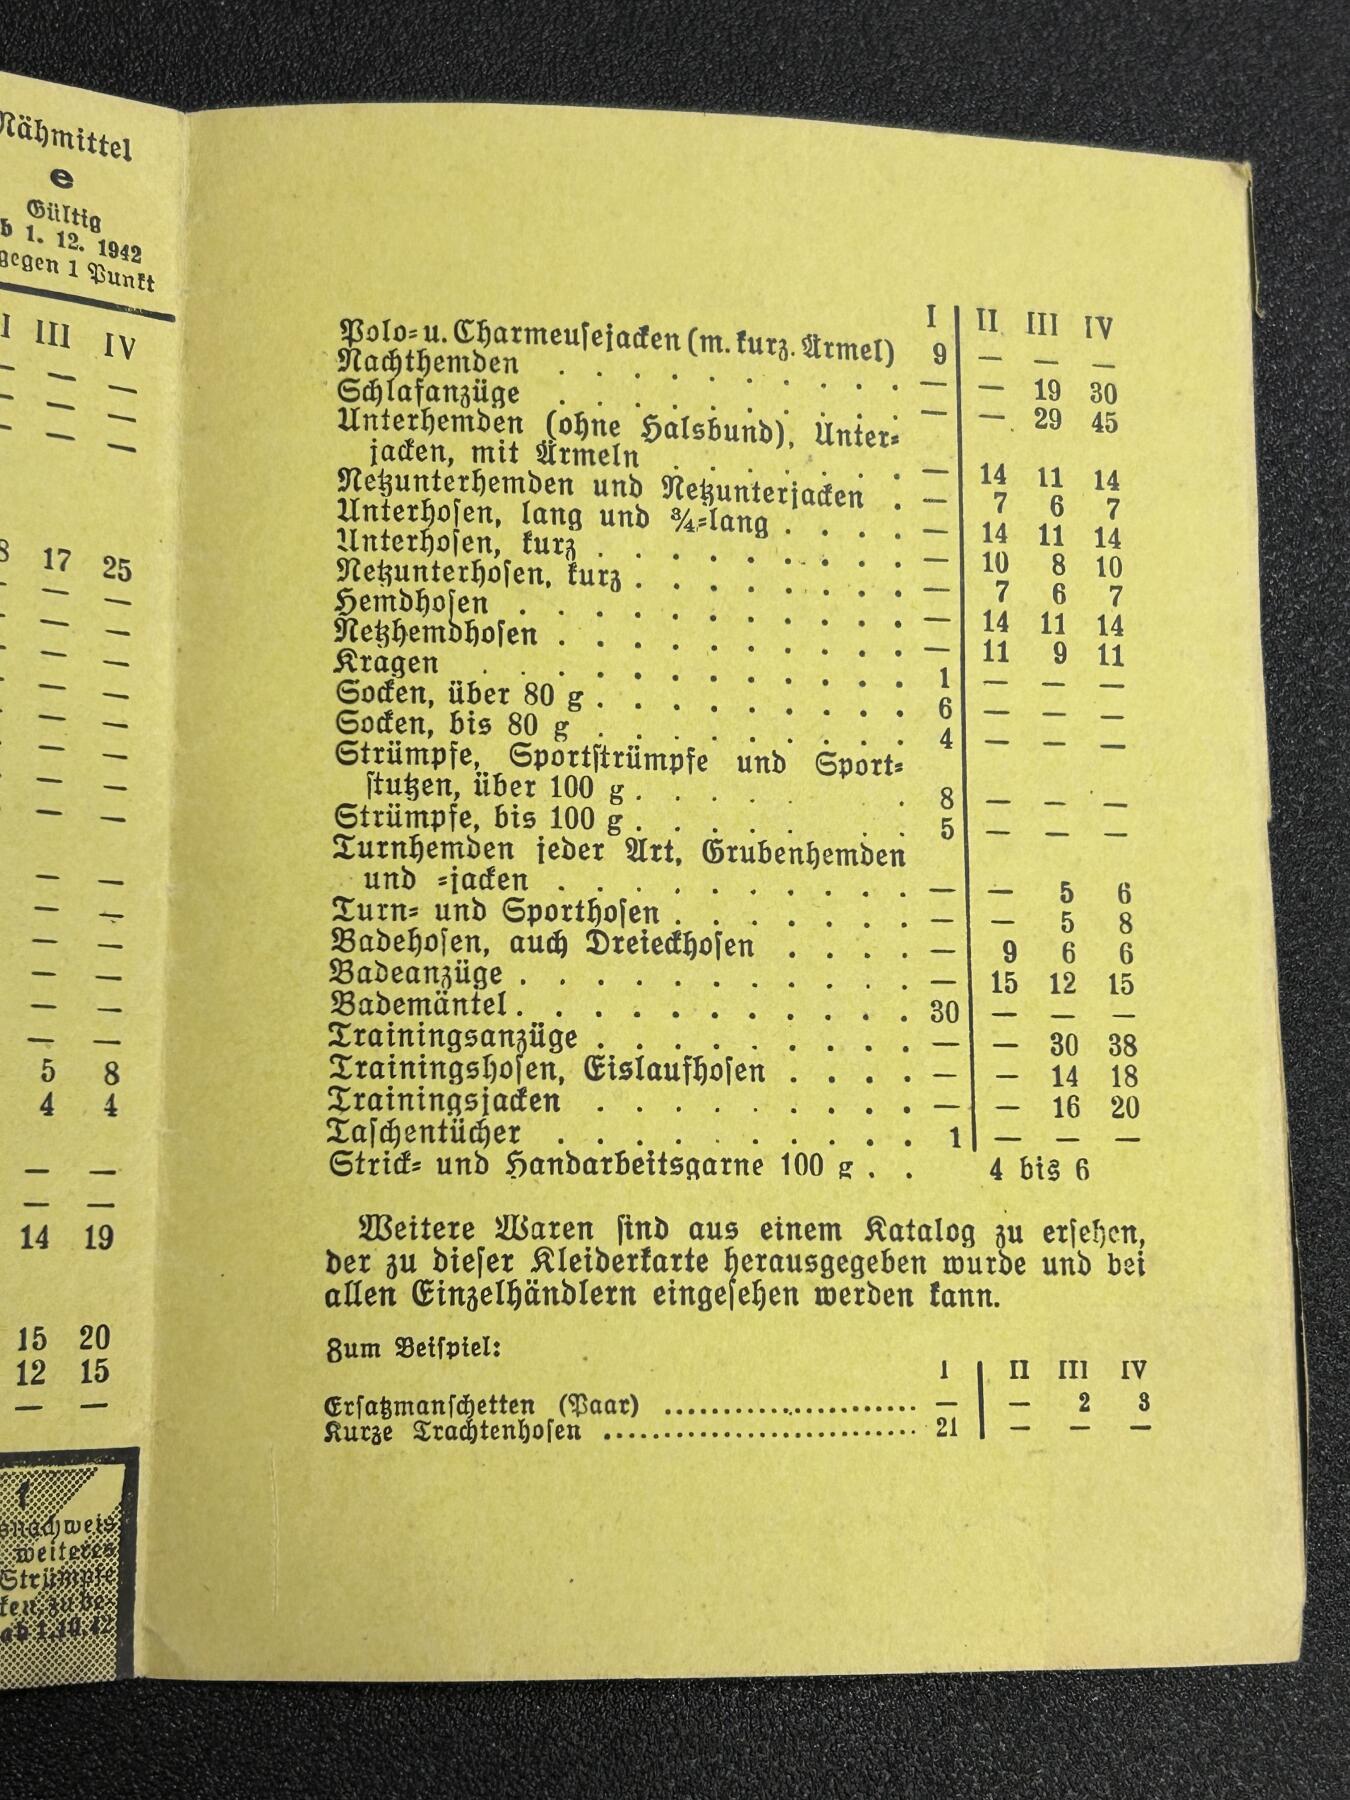 Nähmittel
e
Gültig
b 1. 12. 1942
gegen 1 Punkt
I III IV
— — —
— — —
— — —
8 17 25
— — —
— — —
— — —
— — —
— — —
— — —
— — —
— — —
— —
— —
— —
— —
— —
— —
5 8
4 4
— —
— —
14 19
15 20
12 15
— —
f
snachweis
weiteres
Strümpfe
ken, zu be
ab 1.10.42
I II III IV
Polo- u. Charmeusejacken (m. kurz. Ärmel) 9 — — —
Nachthemden . . . . . . . . . — — 19 30
Schlafanzüge . . . . . . . . . — — 29 45
Unterhemden (ohne Halsbund), Unter-
jacken, mit Ärmeln . . . . . . — 14 11 14
Netzunterhemden und Netzunterjacken . — 7 6 7
Unterhosen, lang und ¾-lang . . . . — 14 11 14
Unterhosen, kurz . . . . . . . . — 10 8 10
Netzunterhosen, kurz . . . . . . . — 7 6 7
Hemdhosen . . . . . . . . . . — 14 11 14
Netzhemdhosen . . . . . . . . . — 11 9 11
Kragen . . . . . . . . . . . 1 — — —
Socken, über 80 g . . . . . . . . 6 — — —
Socken, bis 80 g . . . . . . . . 4 — — —
Strümpfe, Sportstrümpfe und Sport-
stutzen, über 100 g . . . . . . 8 — — —
Strümpfe, bis 100 g . . . . . . . 5 — — —
Turnhemden jeder Art, Grubenhemden
und -jacken . . . . . . . . . — — 5 6
Turn- und Sporthosen . . . . . . . — — 5 8
Badehosen, auch Dreieckhosen . . . . — 9 6 6
Badeanzüge . . . . . . . . . . — 15 12 15
Bademäntel . . . . . . . . . . . 30 — — —
Trainingsanzüge . . . . . . . . . — — 30 38
Trainingshosen, Eislaufhosen . . . . — — 14 18
Trainingsjacken . . . . . . . . . — — 16 20
Taschentücher . . . . . . . . . . 1 — — —
Strick- und Handarbeitsgarne 100 g . . 4 bis 6
Weitere Waren sind aus einem Katalog zu ersehen,
der zu dieser Kleiderkarte herausgegeben wurde und bei
allen Einzelhändlern eingesehen werden kann.
Zum Beispiel:
I II III IV
Ersatzmanschetten (Paar) ........................ — — 2 3
Kurze Trachtenhosen .............................. 21 — — —